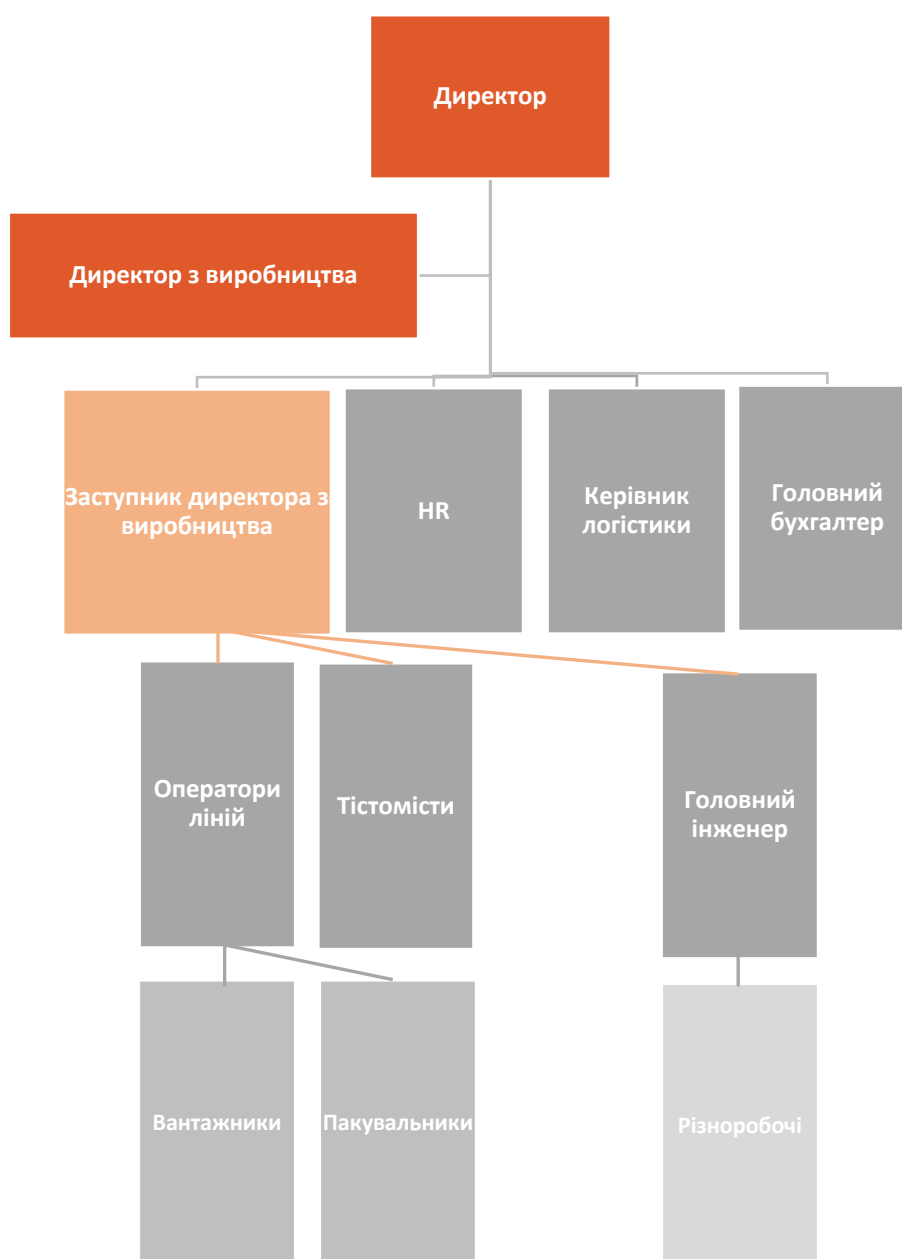 Директор
Директор з виробництва
Заступник директора з
виробництва
HR
Керівник
логістики
Головний
бухгалтер
Оператори
ліній
Тістомісти
Головний
інженер
Вантажники
Пакувальники
Різноробочі